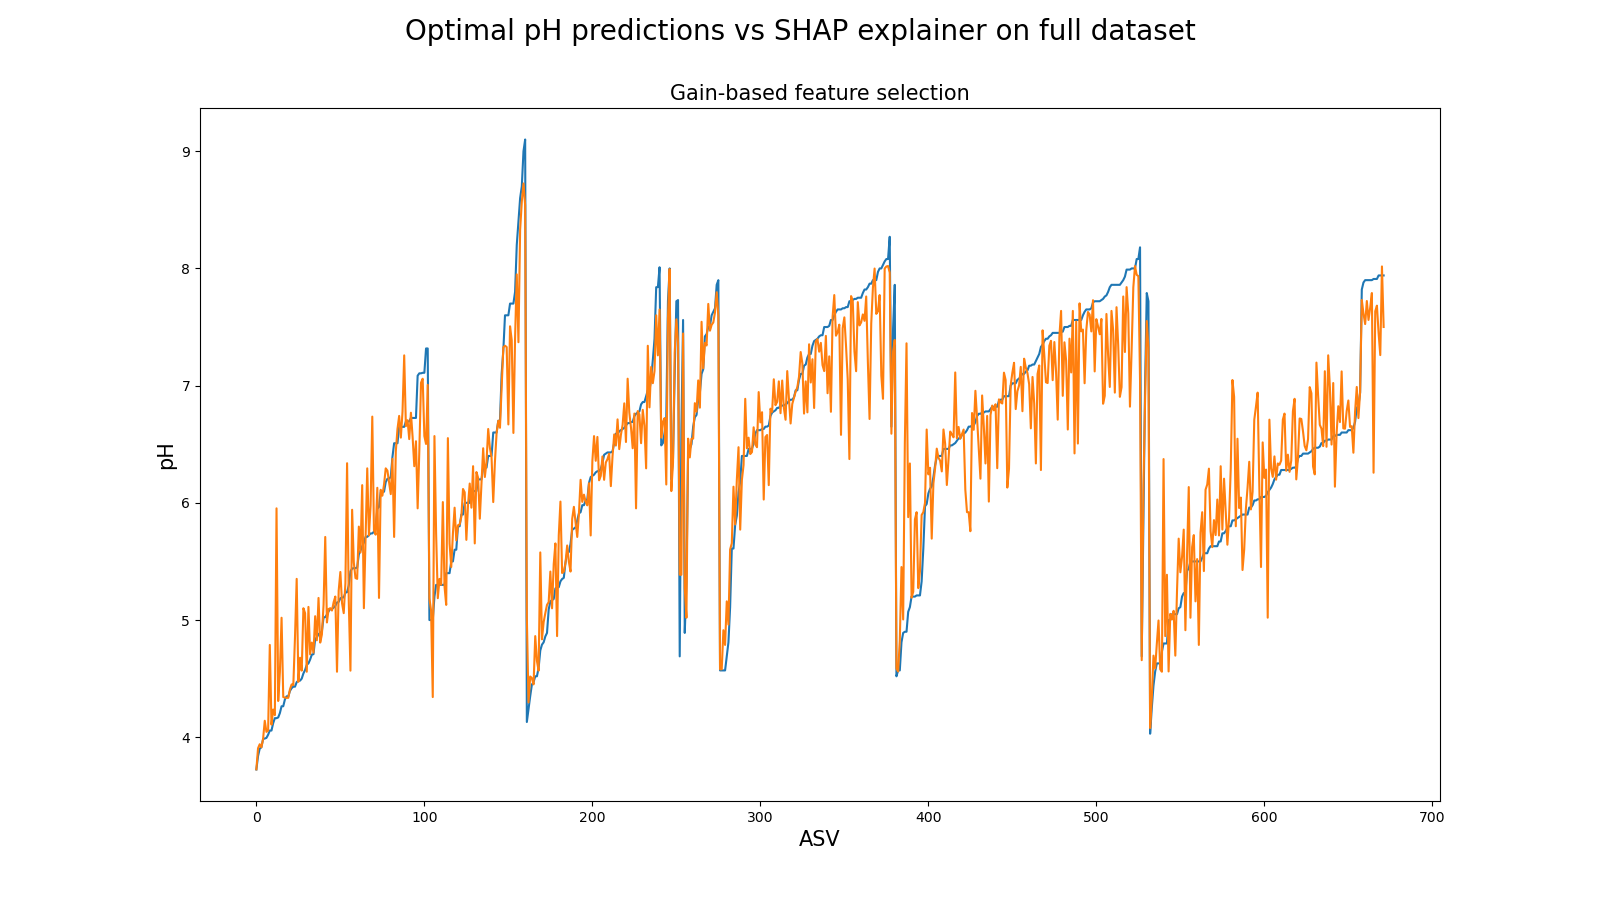 Optimal pH predictions vs SHAP explainer on full dataset
Gain-based feature selection
9
8
7
6
5
4
pH
0 100 200 300 400 500 600 700
ASV